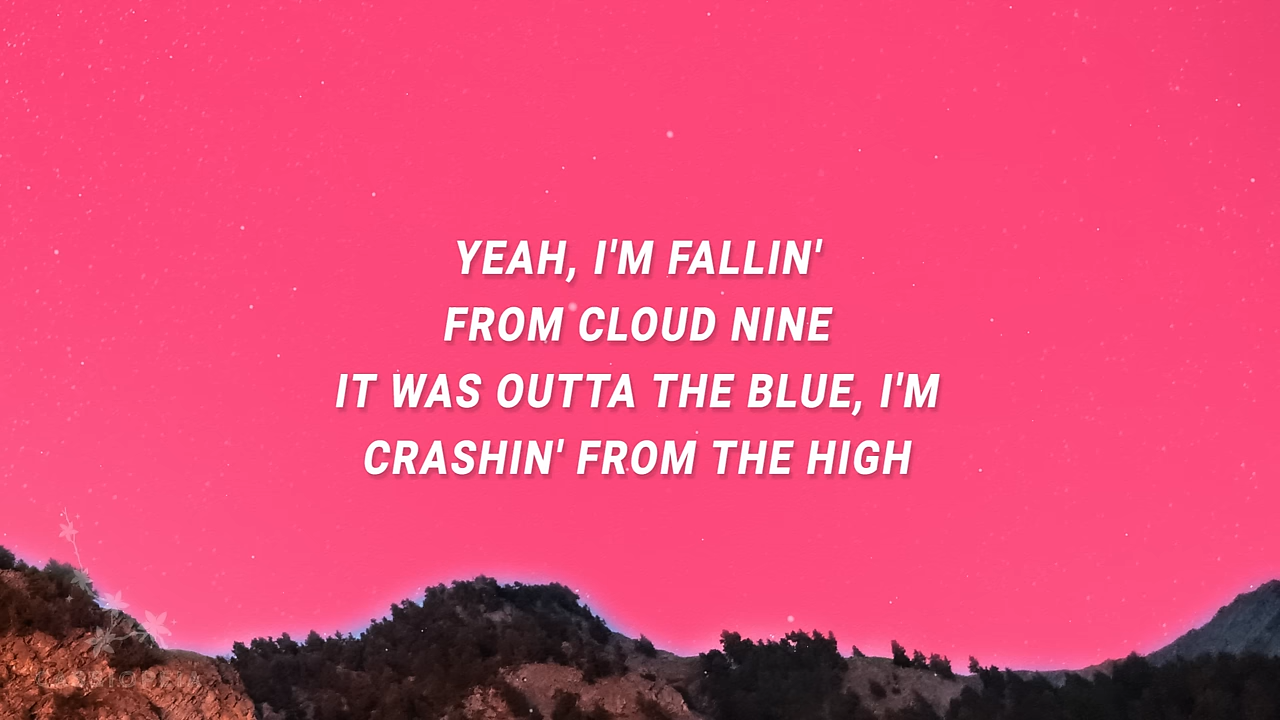 YEAH, I'M FALLIN'
FROM CLOUD NINE
IT WAS OUTTA THE BLUE, I'M
CRASHIN' FROM THE HIGH